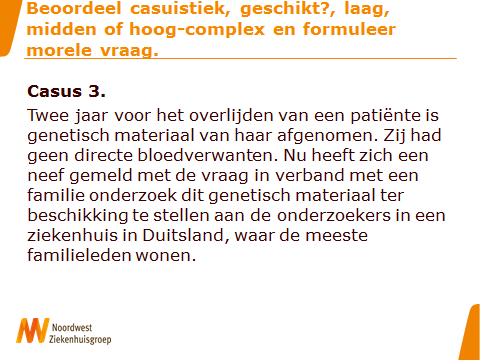 Beoordeel casuistiek, geschikt?, laag,
midden of hoog-complex en formuleer
morele vraag.
Casus 3.
Twee jaar voor het overlijden van een patiënte is
genetisch materiaal van haar afgenomen. Zij had
geen directe bloedverwanten. Nu heeft zich een
neef gemeld met de vraag in verband met een
familie onderzoek dit genetisch materiaal ter
beschikking te stellen aan de onderzoekers in een
ziekenhuis in Duitsland, waar de meeste
familieleden wonen.
Noordwest
Ziekenhuisgroep